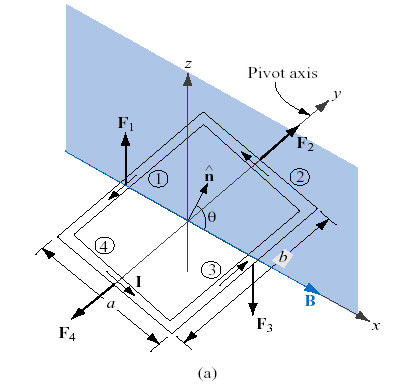 z
Pivot axis
y
F₁
F₂
①
n̂
②
θ
④
③
b
I
a
B
F₄
F₃
x
(a)